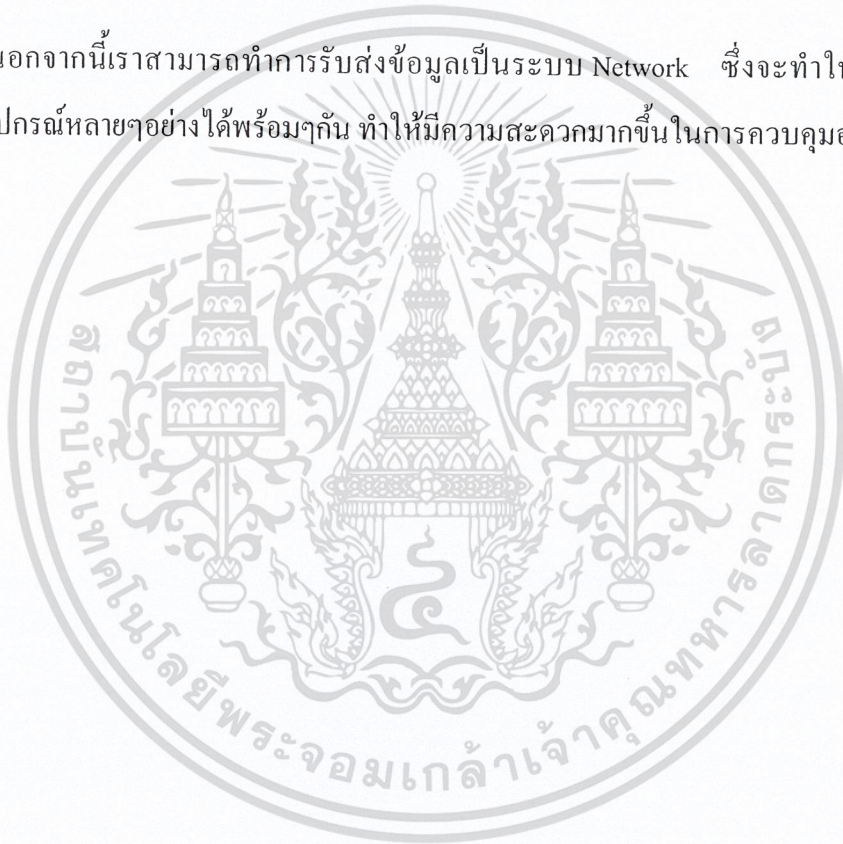 นอกจากนี้เราสามารถทำการรับส่งข้อมูลเป็นระบบ Network ซึ่งจะทำให้
ปกรณ์หลายๆอย่างได้พร้อมๆกัน ทำให้มีความสะดวกมากขึ้นในการควบคุม
สถาบันเทคโนโลยีพระจอมเกล้าเจ้าคุณทหารลาดกระบัง
๔